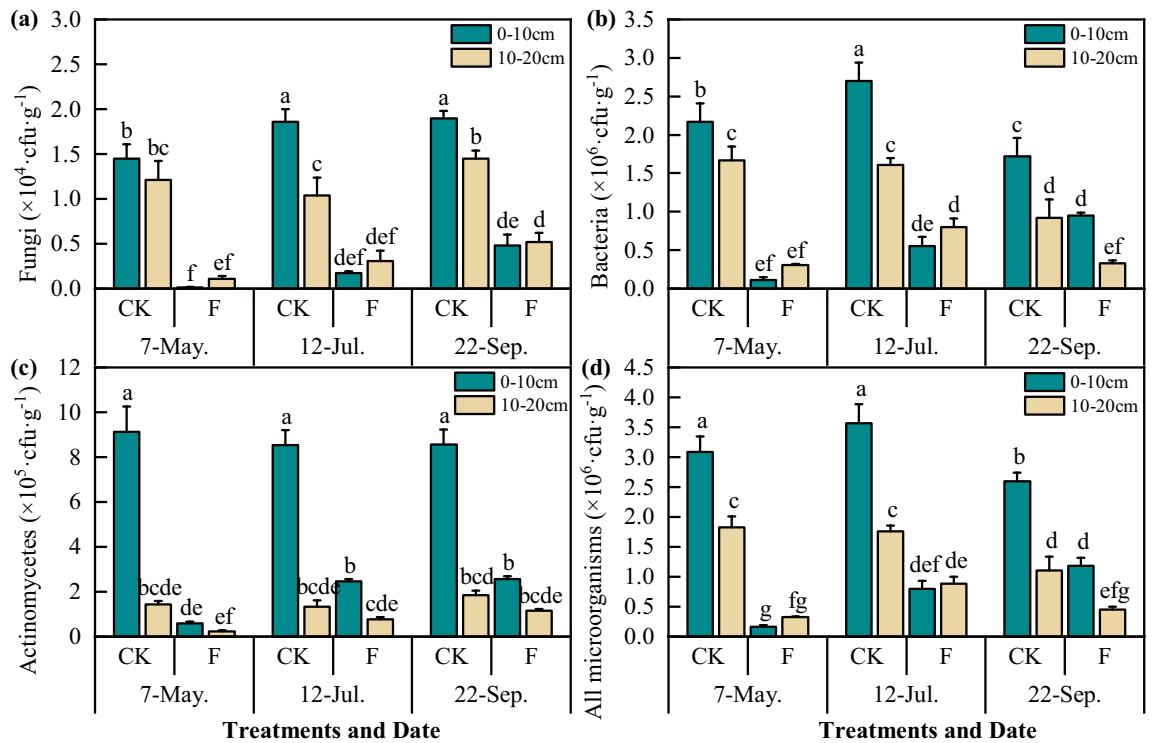 (a)
Fungi (×10⁴·cfu·g⁻¹)
3.0
2.5
2.0
1.5
1.0
0.5
0.0
0-10cm
10-20cm
b bc f ef a c def def a b de d
CK F CK F CK F
7-May. 12-Jul. 22-Sep.
(b)
Bacteria (×10⁶·cfu·g⁻¹)
3.5
3.0
2.5
2.0
1.5
1.0
0.5
0.0
0-10cm
10-20cm
b c ef ef a c de d c d d ef
CK F CK F CK F
7-May. 12-Jul. 22-Sep.
(c)
Actinomycetes (×10⁵·cfu·g⁻¹)
12
10
8
6
4
2
0
0-10cm
10-20cm
a bcde de ef a bcde b cde a bcd b bcde
CK F CK F CK F
7-May. 12-Jul. 22-Sep.
Treatments and Date
(d)
All microorganisms (×10⁶·cfu·g⁻¹)
4.5
4.0
3.5
3.0
2.5
2.0
1.5
1.0
0.5
0.0
0-10cm
10-20cm
a c g fg a c def de b d d efg
CK F CK F CK F
7-May. 12-Jul. 22-Sep.
Treatments and Date